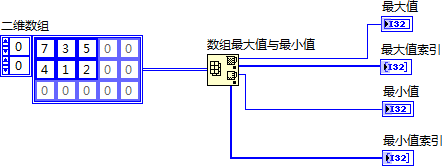 最大值
I32
二维数组
0
7 3 5 0 0
数组最大值与最小值
最大值索引
[I32]
0
4 1 2 0 0
0 0 0 0 0
最小值
I32
最小值索引
[I32]